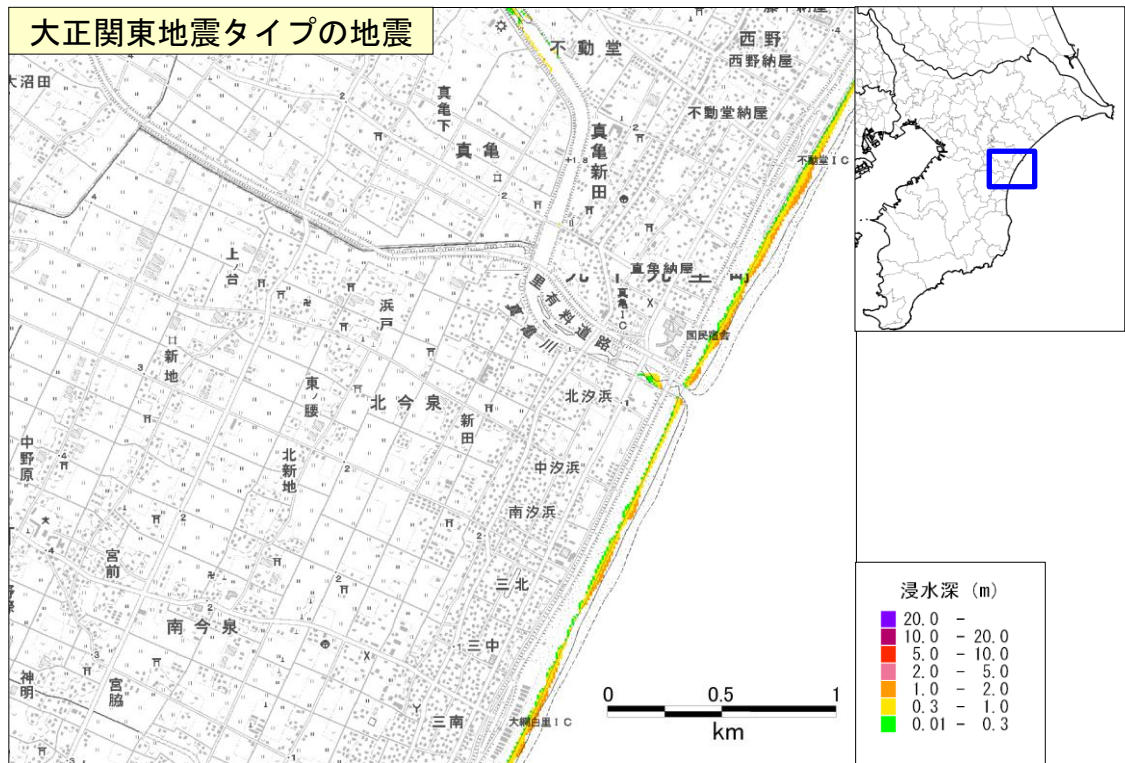 大正関東地震タイプの地震
大沼田
不動堂
西野
西野納屋
真亀下
真亀
不動堂納屋
真亀新田
不動堂IC
上ノ台
浜戸
真亀納屋
真亀IC
里有料道路
真亀川
国民宿舎
新地
東ノ腰
北今泉
新田
北汐浜
中野原
北新地
中汐浜
南汐浜
宮前
三北
南今泉
三中
神明
宮脇
三南
大網白里IC
0 0.5 1
km
浸水深 (m)
20.0 -
10.0 - 20.0
5.0 - 10.0
2.0 - 5.0
1.0 - 2.0
0.3 - 1.0
0.01 - 0.3